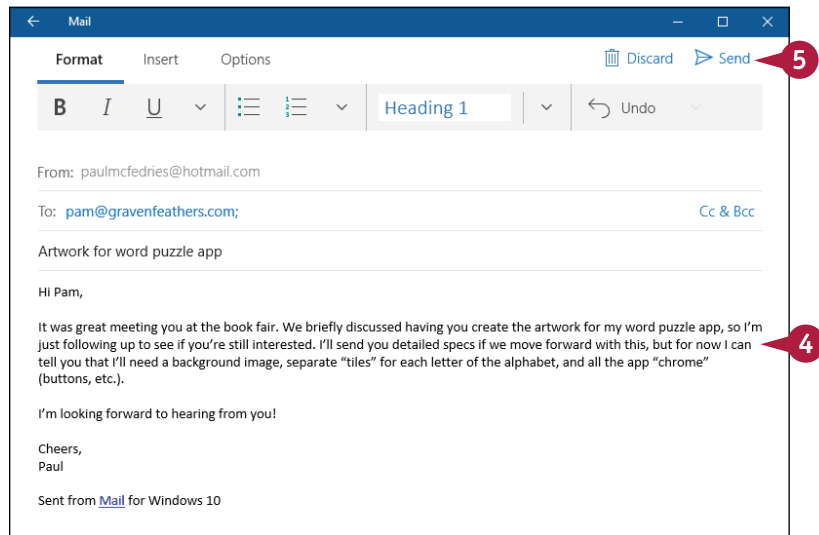 Mail
Format Insert Options Discard Send 5
B I U Heading 1 Undo
From: paulmcfedries@hotmail.com
To: pam@gravenfeathers.com; Cc & Bcc
Artwork for word puzzle app
Hi Pam,
It was great meeting you at the book fair. We briefly discussed having you create the artwork for my word puzzle app, so I’m
just following up to see if you’re still interested. I’ll send you detailed specs if we move forward with this, but for now I can
tell you that I’ll need a background image, separate “tiles” for each letter of the alphabet, and all the app “chrome”
(buttons, etc.).
4
I’m looking forward to hearing from you!
Cheers,
Paul
Sent from Mail for Windows 10